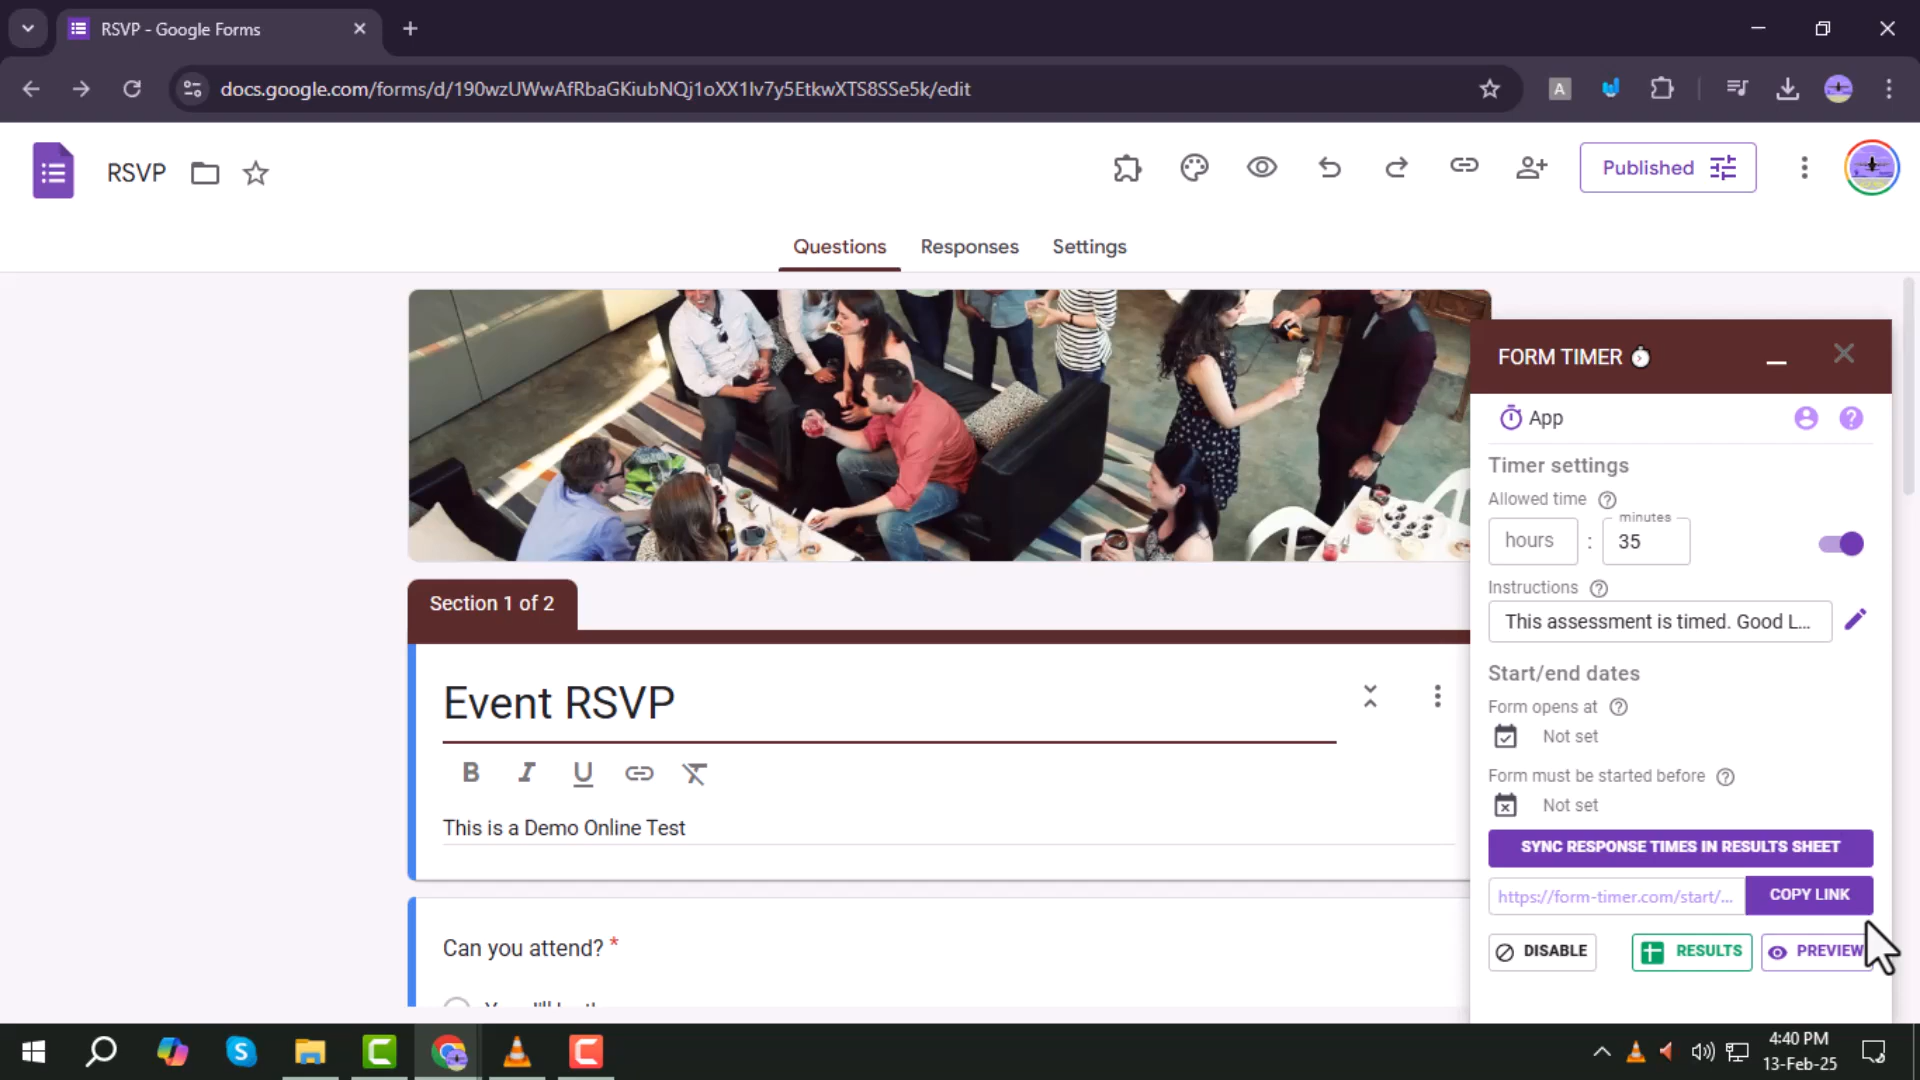 RSVP - Google Forms
docs.google.com/forms/d/190wzUWwAfRbaGKiubNQj1oXX1Iv7y5EtkwXTS8SSe5k/edit
A
RSVP
Published
Questions
Responses
Settings
FORM TIMER
App
Timer settings
Allowed time
hours
:
minutes
35
Instructions
This assessment is timed. Good L...
Start/end dates
Form opens at
Not set
Form must be started before
Not set
SYNC RESPONSE TIMES IN RESULTS SHEET
https://form-timer.com/start/...
COPY LINK
DISABLE
RESULTS
PREVIEW
Section 1 of 2
Event RSVP
B I U
This is a Demo Online Test
Can you attend? *
4:40 PM
13-Feb-25